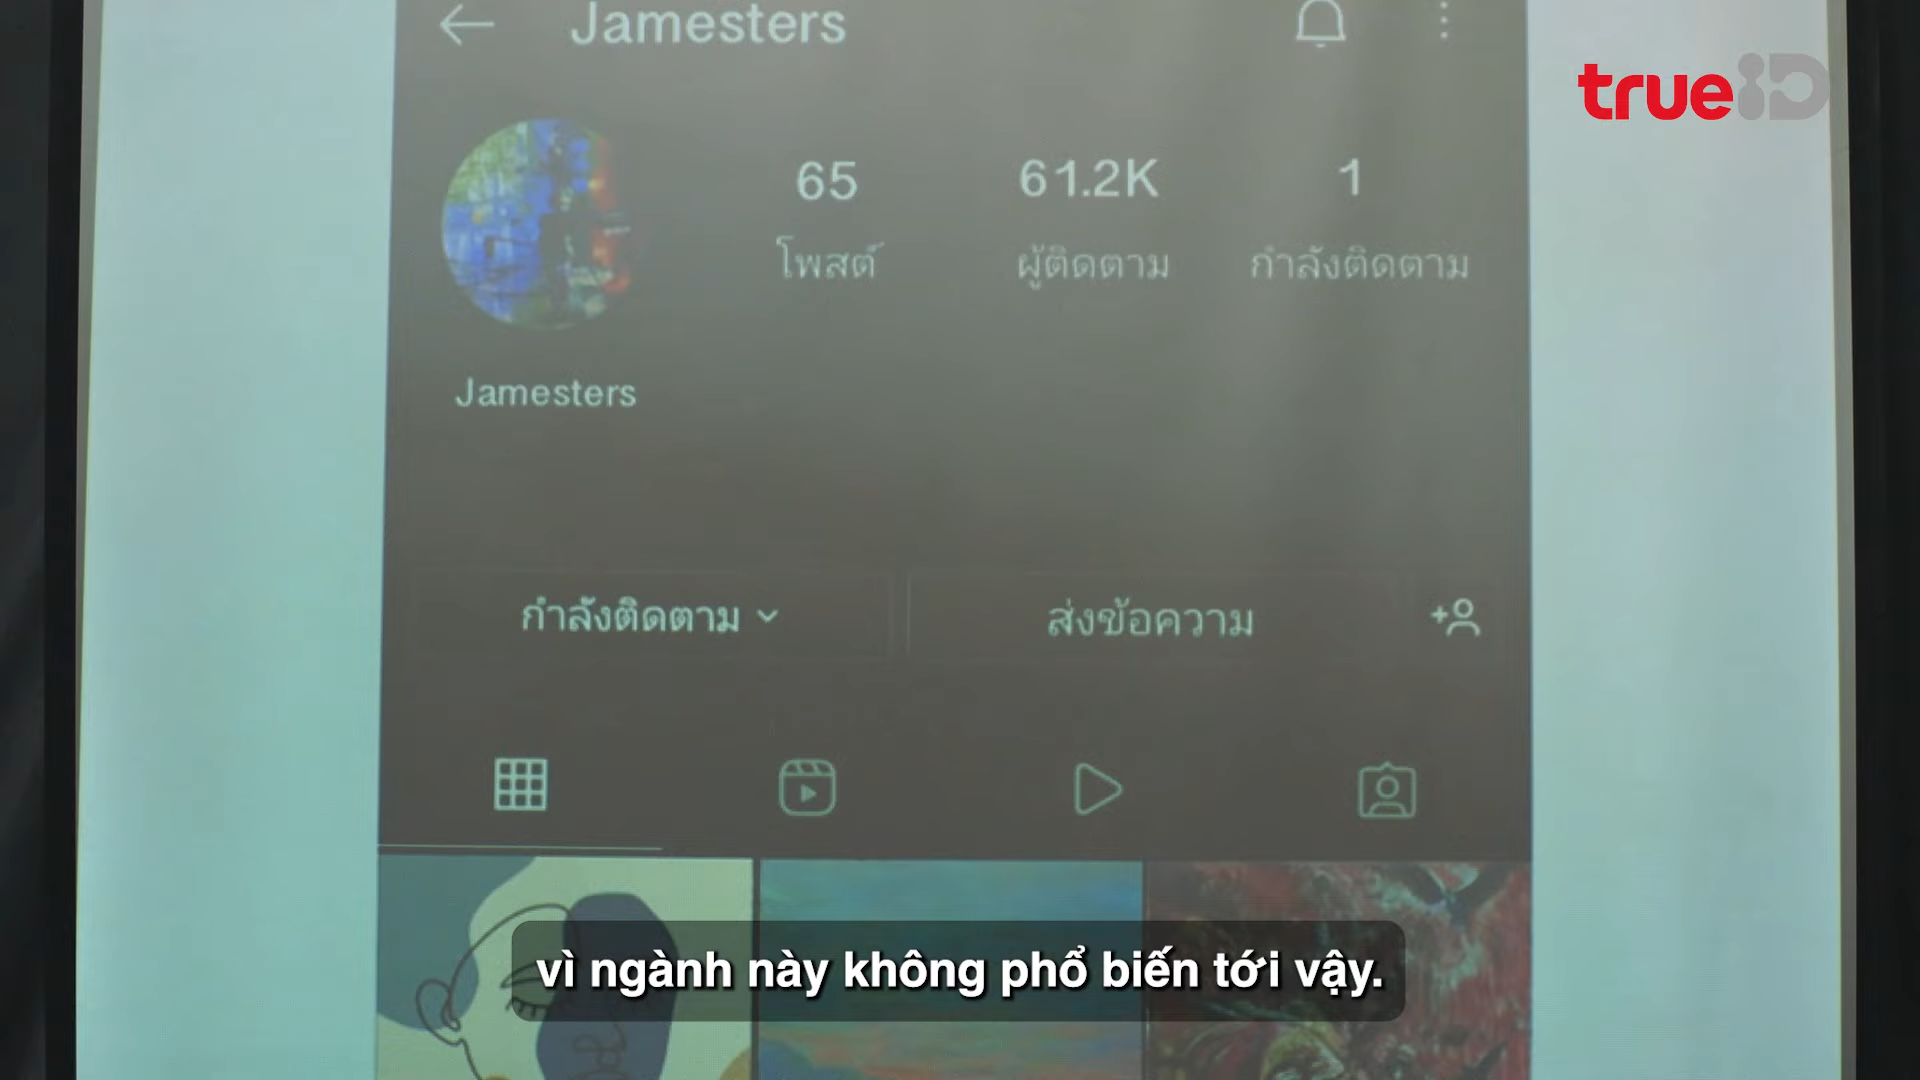 Jamesters
trueID
65
61.2K
1
โพสต์
ผู้ติดตาม
กำลังติดตาม
Jamesters
กำลังติดตาม
ส่งข้อความ
vì ngành này không phổ biến tới vậy.